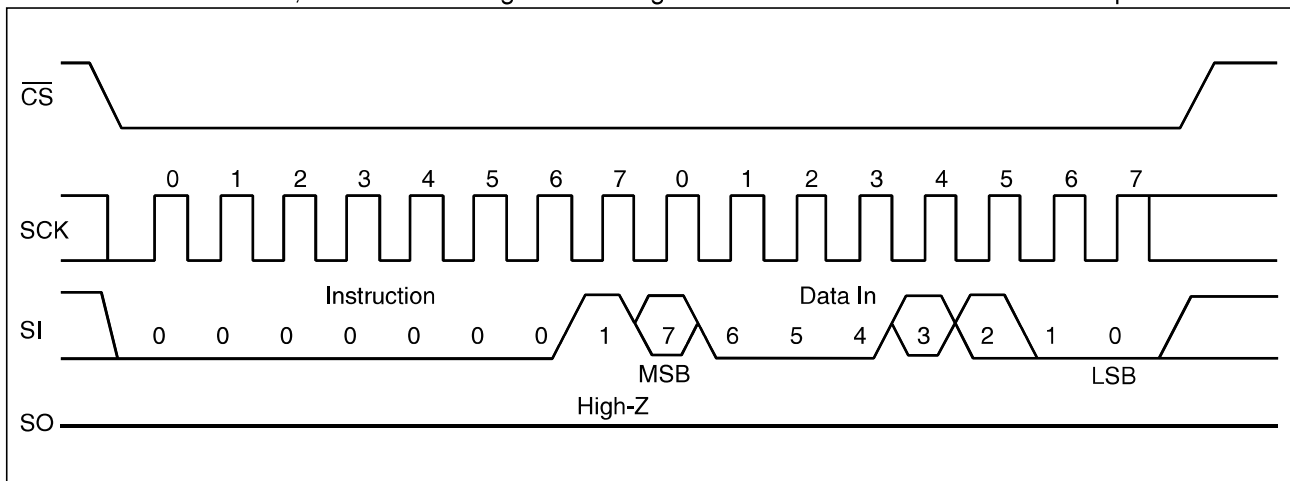 CS
0 1 2 3 4 5 6 7 0 1 2 3 4 5 6 7
SCK
Instruction Data In
SI 0 0 0 0 0 0 0 1 7 6 5 4 3 2 1 0
MSB LSB
High-Z
SO